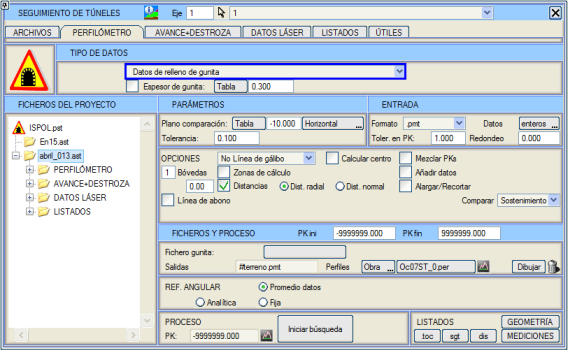 SEGUIMIENTO DE TÚNELES Eje 1 1
ARCHIVOS PERFILÓMETRO AVANCE+DESTROZA DATOS LÁSER LISTADOS ÚTILES
TIPO DE DATOS
Datos de relleno de gunita
Espesor de gunita: Tabla 0.300
FICHEROS DEL PROYECTO
ISPOL.pst
En15.ast
abril_013.ast
PERFILÓMETRO
AVANCE+DESTROZA
DATOS LÁSER
LISTADOS
PARÁMETROS
Plano comparación: Tabla -10.000 Horizontal ...
Tolerancia: 0.100
ENTRADA
Formato .pmt Datos enteros ...
Toler. en PK: 1.000 Redondeo 0.000
OPCIONES No Línea de gálibo Calcular centro Mezclar PKs
1 Bóvedas Zonas de cálculo Añadir datos
0.00 Distancias Dist. radial Dist. normal Alargar/Recortar
Línea de abono Comparar Sostenimiento
FICHEROS Y PROCESO PK ini -9999999.000 PK fin 9999999.000
Fichero gunita:
Salidas #terreno.pmt Perfiles Obra ... Oc07ST_0.per Dibujar
REF. ANGULAR Promedio datos
Analítica Fija
PROCESO
PK: -9999999.000 Iniciar búsqueda
LISTADOS GEOMETRÍA
toc sgt dis MEDICIONES